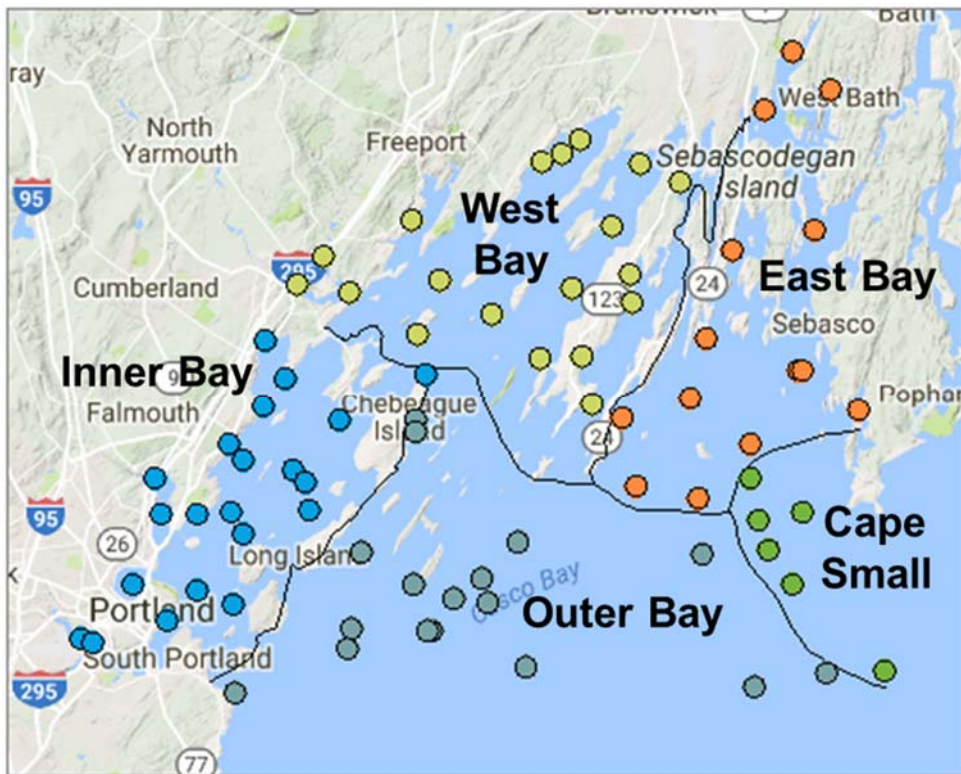 Brunswick
Bath
ray
West Bath
North
Yarmouth
Freeport
Sebascodegan
Island
95
West
Bay
295
East Bay
Cumberland
123
24
Sebasco
Inner Bay
9
Falmouth
Chebeague
Island
Pophar
24
95
26
Long Island
Cape
Small
Casco Bay
Portland
Outer Bay
South Portland
295
77